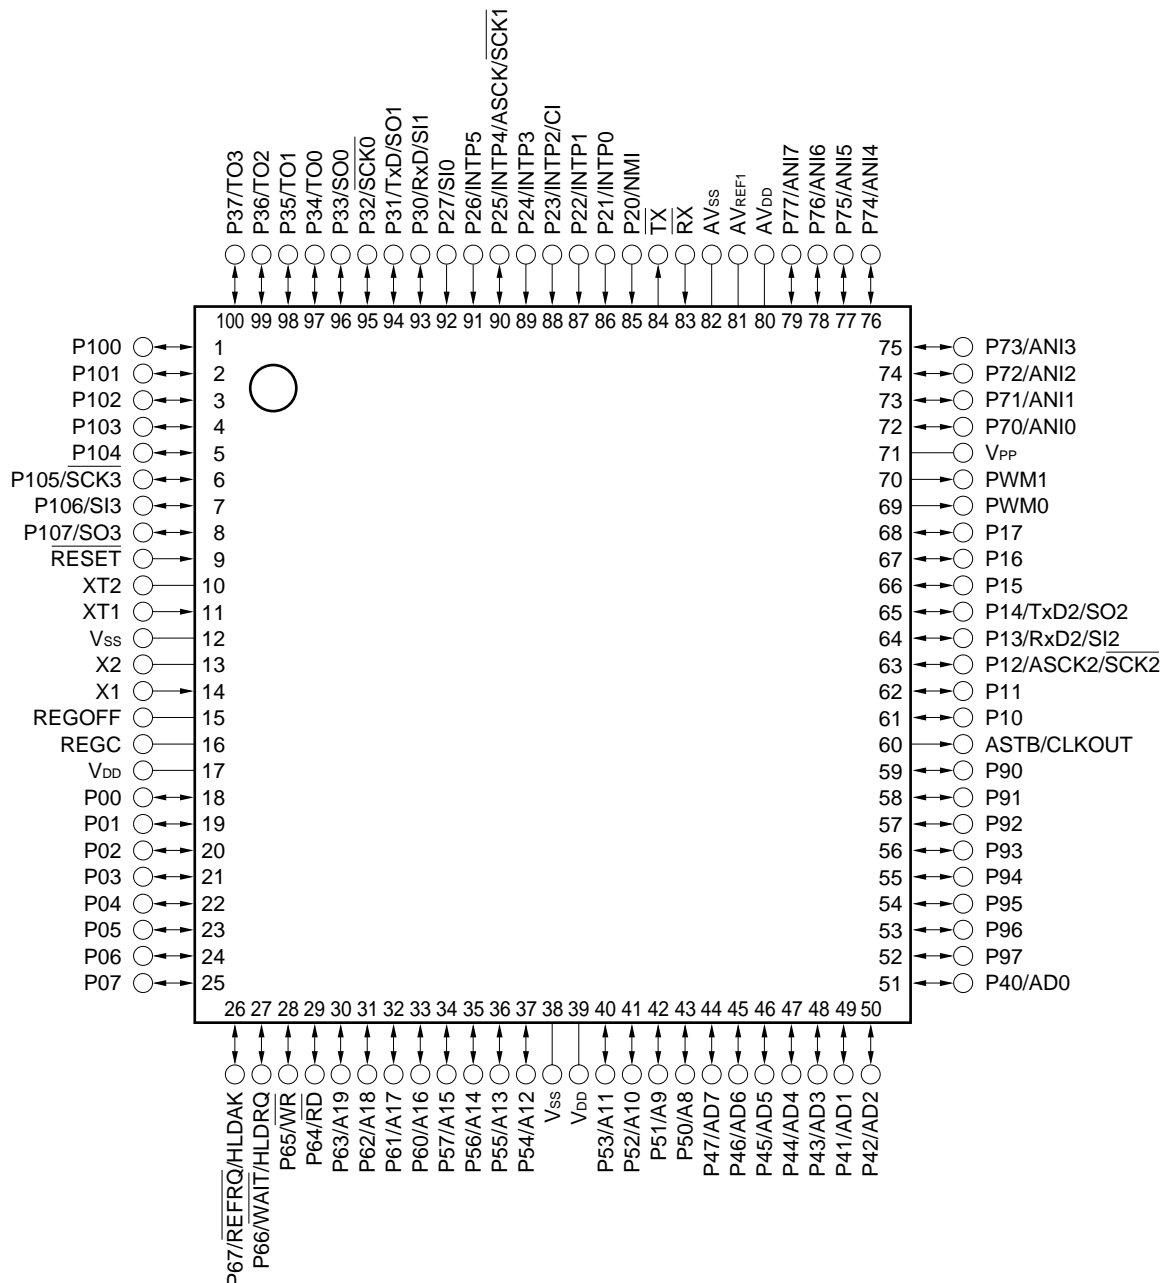 P37/TO3
P36/TO2
P35/TO1
P34/TO0
P33/SO0
P32/SCK0
P31/TxD/SO1
P30/RxD/SI1
P27/SI0
P26/INTP5
P25/INTP4/ASCK/SCK1
P24/INTP3
P23/INTP2/CI
P22/INTP1
P21/INTP0
P20/NMI
TX
RX
AVSS
AVREF1
AVDD
P77/ANI7
P76/ANI6
P75/ANI5
P74/ANI4
100 99 98 97 96 95 94 93 92 91 90 89 88 87 86 85 84 83 82 81 80 79 78 77 76
P100 1 75 P73/ANI3
P101 2 74 P72/ANI2
P102 3 73 P71/ANI1
P103 4 72 P70/ANI0
P104 5 71 VPP
P105/SCK3 6 70 PWM1
P106/SI3 7 69 PWM0
P107/SO3 8 68 P17
RESET 9 67 P16
XT2 10 66 P15
XT1 11 65 P14/TxD2/SO2
VSS 12 64 P13/RxD2/SI2
X2 13 63 P12/ASCK2/SCK2
X1 14 62 P11
REGOFF 15 61 P10
REGC 16 60 ASTB/CLKOUT
VDD 17 59 P90
P00 18 58 P91
P01 19 57 P92
P02 20 56 P93
P03 21 55 P94
P04 22 54 P95
P05 23 53 P96
P06 24 52 P97
P07 25 51 P40/AD0
26 27 28 29 30 31 32 33 34 35 36 37 38 39 40 41 42 43 44 45 46 47 48 49 50
P67/REFRQ/HLDAK
P66/WAIT/HLDRQ
P65/WR
P64/RD
P63/A19
P62/A18
P61/A17
P60/A16
P57/A15
P56/A14
P55/A13
P54/A12
VSS
VDD
P53/A11
P52/A10
P51/A9
P50/A8
P47/AD7
P46/AD6
P45/AD5
P44/AD4
P43/AD3
P41/AD1
P42/AD2